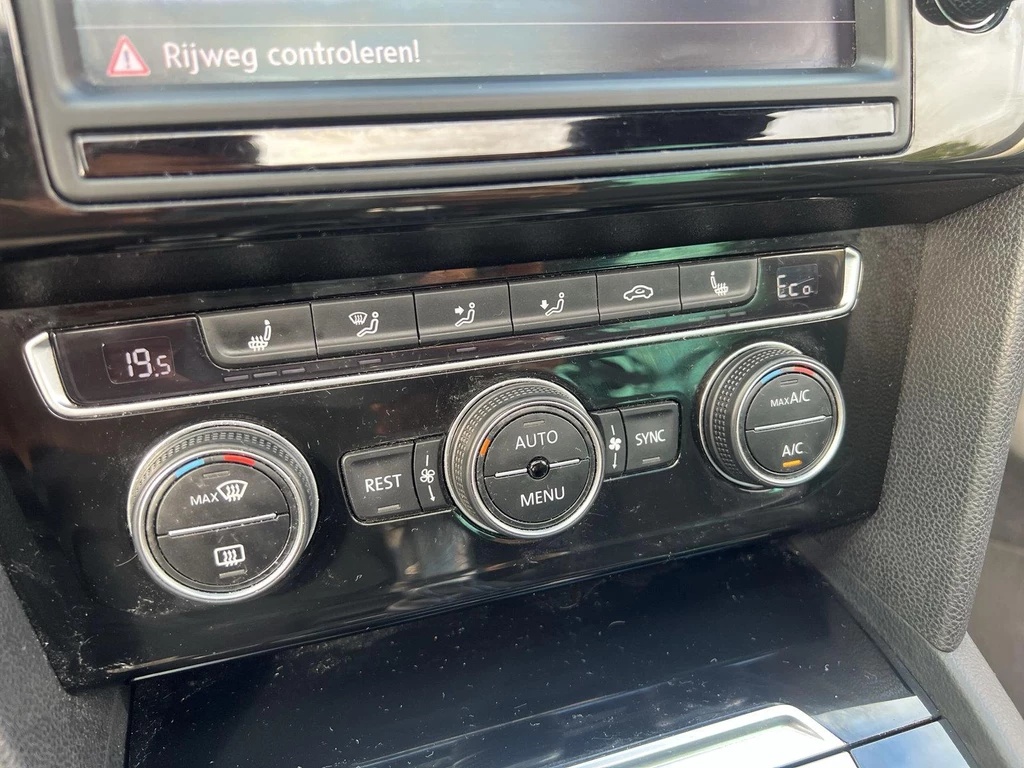 Rijweg controleren!
19.5
Eco
MAX
REST
AUTO
MENU
SYNC
MAX A/C
A/C